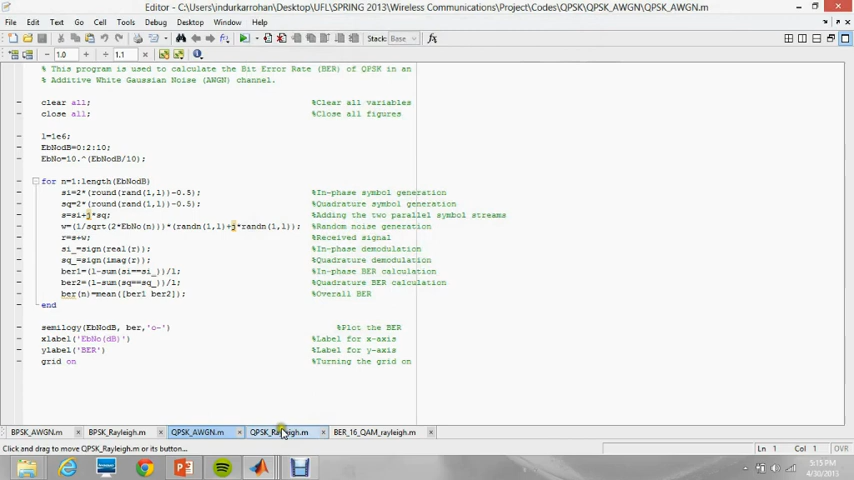 Editor - C:\Users\indurkarrohan\Desktop\UFL\SPRING 2013\Wireless Communications\Project\Codes\QPSK\QPSK_AWGN\QPSK_AWGN.m
File Edit Text Go Cell Tools Debug Desktop Window Help
Stack: Base fx
1.0 1.1
% This program is used to calculate the Bit Error Rate (BER) of QPSK in an
% Additive White Gaussian Noise (AWGN) channel.
clear all; %Clear all variables
close all; %Close all figures
l=1e6;
EbNodB=0:2:10;
EbNo=10.^(EbNodB/10);
for n=1:length(EbNodB)
si=2*(round(rand(1,l))-0.5); %In-phase symbol generation
sq=2*(round(rand(1,l))-0.5); %Quadrature symbol generation
s=si+j*sq; %Adding the two parallel symbol streams
w=(1/sqrt(2*EbNo(n)))*(randn(1,l)+j*randn(1,l)); %Random noise generation
r=s+w; %Received signal
si_=sign(real(r)); %In-phase demodulation
sq_=sign(imag(r)); %Quadrature demodulation
ber1=(l-sum(si==si_))/l; %In-phase BER calculation
ber2=(l-sum(sq==sq_))/l; %Quadrature BER calculation
ber(n)=mean([ber1 ber2]); %Overall BER
end
semilogy(EbNodB, ber,'o-') %Plot the BER
xlabel('EbNo(dB)') %Label for x-axis
ylabel('BER') %Label for y-axis
grid on %Turning the grid on
BPSK_AWGN.m BPSK_Rayleigh.m QPSK_AWGN.m QPSK_Rayleigh.m BER_16_QAM_rayleigh.m
Click and drag to move QPSK_Rayleigh.m or its button... Ln 1 Col 1 OVR
5:15 PM
4/30/2013